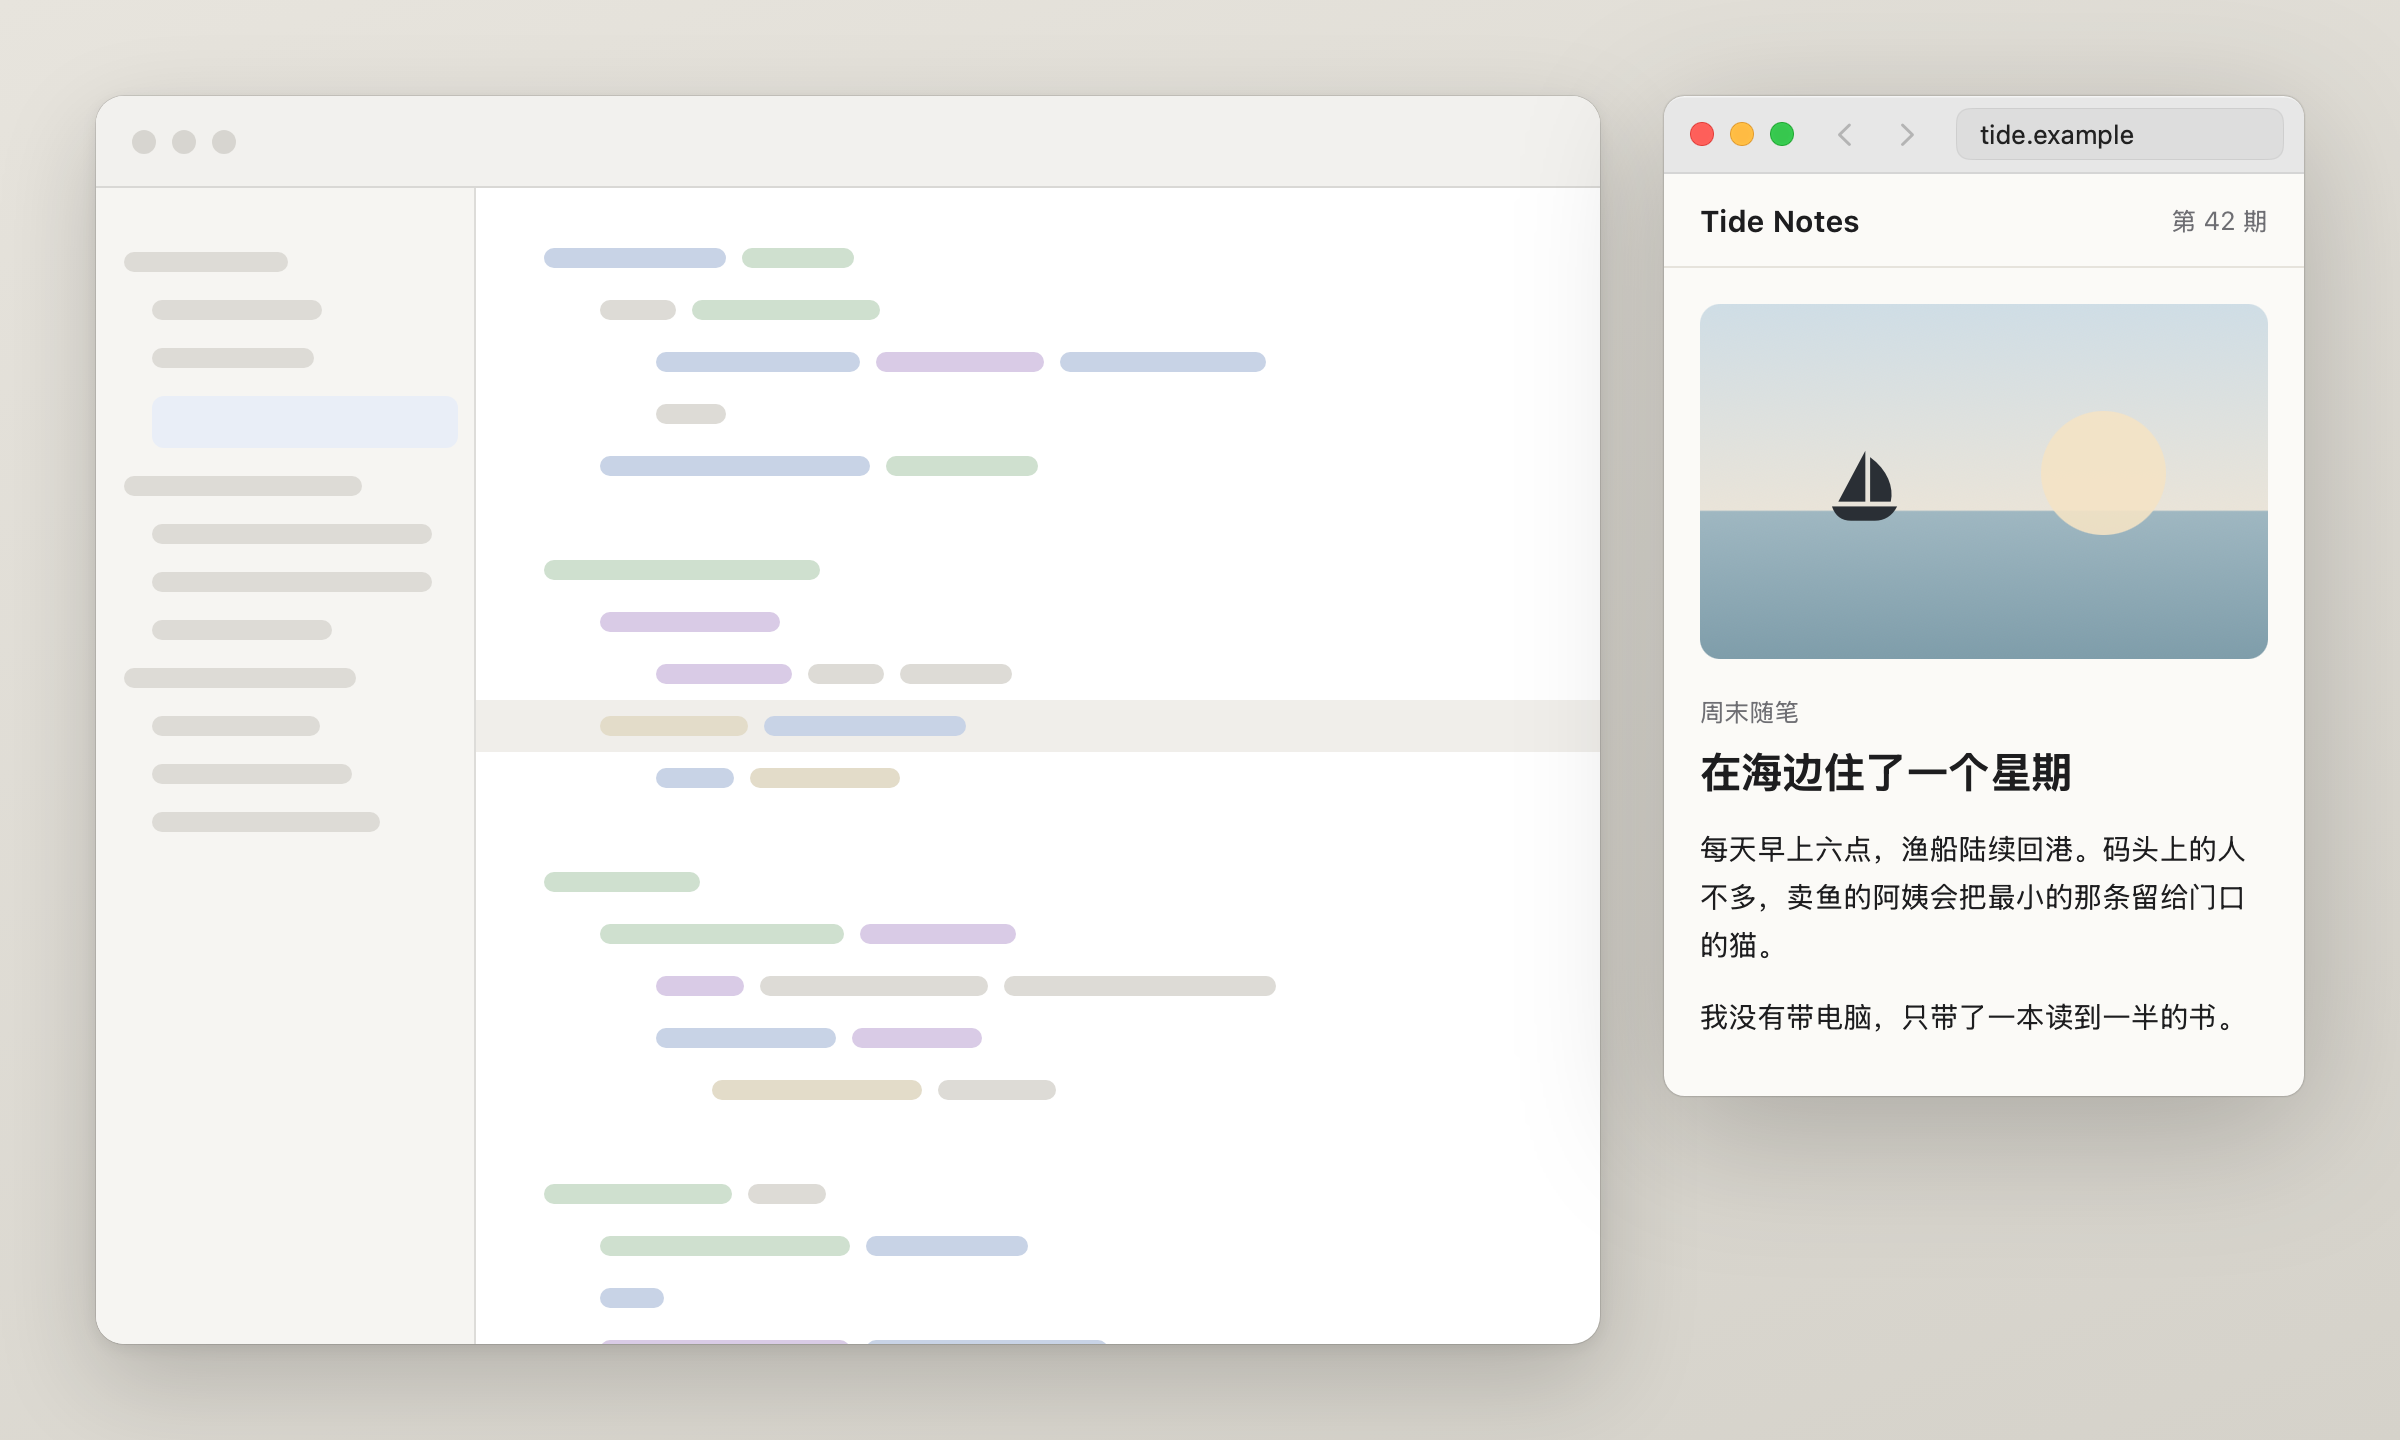 tide.example
Tide Notes
第 42 期
周末随笔
在海边住了一个星期
每天早上六点，渔船陆续回港。码头上的人
不多，卖鱼的阿姨会把最小的那条留给门口
的猫。
我没有带电脑，只带了一本读到一半的书。